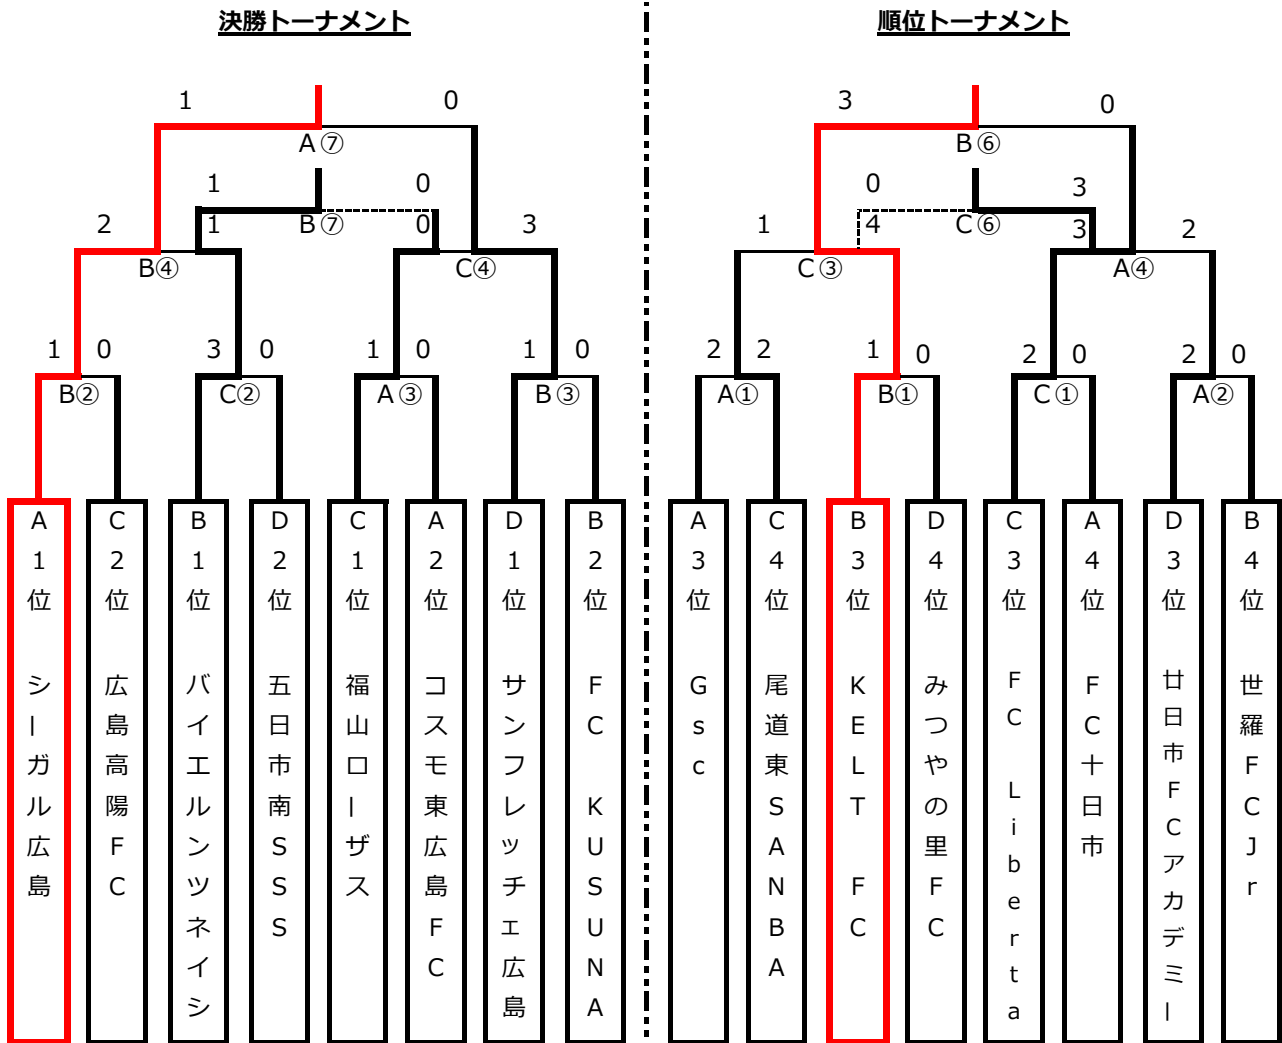 決勝トーナメント
順位トーナメント
1 0
3 0
A⑦
B⑥
1 0
0 3
2 1 B⑦ 0 3
1 4 C⑥ 3 2
B④ C④
C③ A④
1 0 3 0 1 0 1 0
2 2 1 0 2 0 2 0
B② C② A③ B③
A① B① C① A②
A1位 シーガル広島
C2位 広島高陽FC
B1位 バイエルンツネイシ
D2位 五日市南SSS
C1位 福山ローザス
A2位 コスモ東広島FC
D1位 サンフレッチェ広島
B2位 FC KUSUNA
A3位 Gsc
C4位 尾道東SANBA
B3位 KELT FC
D4位 みつやの里FC
C3位 FC Liberta
A4位 FC十日市
D3位 廿日市FCアカデミー
B4位 世羅FCJr